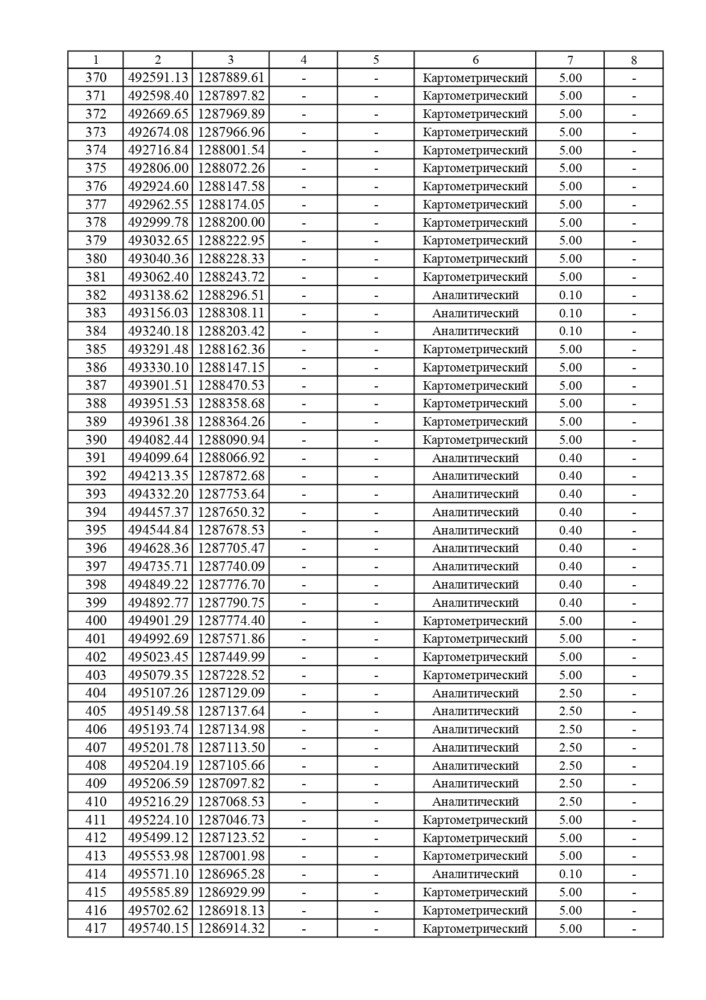 1 2 3 4 5 6 7 8
370 492591.13 1287889.61 - - Картометрический 5.00 -
371 492598.40 1287897.82 - - Картометрический 5.00 -
372 492669.65 1287969.89 - - Картометрический 5.00 -
373 492674.08 1287966.96 - - Картометрический 5.00 -
374 492716.84 1288001.54 - - Картометрический 5.00 -
375 492806.00 1288072.26 - - Картометрический 5.00 -
376 492924.60 1288147.58 - - Картометрический 5.00 -
377 492962.55 1288174.05 - - Картометрический 5.00 -
378 492999.78 1288200.00 - - Картометрический 5.00 -
379 493032.65 1288222.95 - - Картометрический 5.00 -
380 493040.36 1288228.33 - - Картометрический 5.00 -
381 493062.40 1288243.72 - - Картометрический 5.00 -
382 493138.62 1288296.51 - - Аналитический 0.10 -
383 493156.03 1288308.11 - - Аналитический 0.10 -
384 493240.18 1288203.42 - - Аналитический 0.10 -
385 493291.48 1288162.36 - - Картометрический 5.00 -
386 493330.10 1288147.15 - - Картометрический 5.00 -
387 493901.51 1288470.53 - - Картометрический 5.00 -
388 493951.53 1288358.68 - - Картометрический 5.00 -
389 493961.38 1288364.26 - - Картометрический 5.00 -
390 494082.44 1288090.94 - - Картометрический 5.00 -
391 494099.64 1288066.92 - - Аналитический 0.40 -
392 494213.35 1287872.68 - - Аналитический 0.40 -
393 494332.20 1287753.64 - - Аналитический 0.40 -
394 494457.37 1287650.32 - - Аналитический 0.40 -
395 494544.84 1287678.53 - - Аналитический 0.40 -
396 494628.36 1287705.47 - - Аналитический 0.40 -
397 494735.71 1287740.09 - - Аналитический 0.40 -
398 494849.22 1287776.70 - - Аналитический 0.40 -
399 494892.77 1287790.75 - - Аналитический 0.40 -
400 494901.29 1287774.40 - - Картометрический 5.00 -
401 494992.69 1287571.86 - - Картометрический 5.00 -
402 495023.45 1287449.99 - - Картометрический 5.00 -
403 495079.35 1287228.52 - - Картометрический 5.00 -
404 495107.26 1287129.09 - - Аналитический 2.50 -
405 495149.58 1287137.64 - - Аналитический 2.50 -
406 495193.74 1287134.98 - - Аналитический 2.50 -
407 495201.78 1287113.50 - - Аналитический 2.50 -
408 495204.19 1287105.66 - - Аналитический 2.50 -
409 495206.59 1287097.82 - - Аналитический 2.50 -
410 495216.29 1287068.53 - - Аналитический 2.50 -
411 495224.10 1287046.73 - - Картометрический 5.00 -
412 495499.12 1287123.52 - - Картометрический 5.00 -
413 495553.98 1287001.98 - - Картометрический 5.00 -
414 495571.10 1286965.28 - - Аналитический 0.10 -
415 495585.89 1286929.99 - - Картометрический 5.00 -
416 495702.62 1286918.13 - - Картометрический 5.00 -
417 495740.15 1286914.32 - - Картометрический 5.00 -